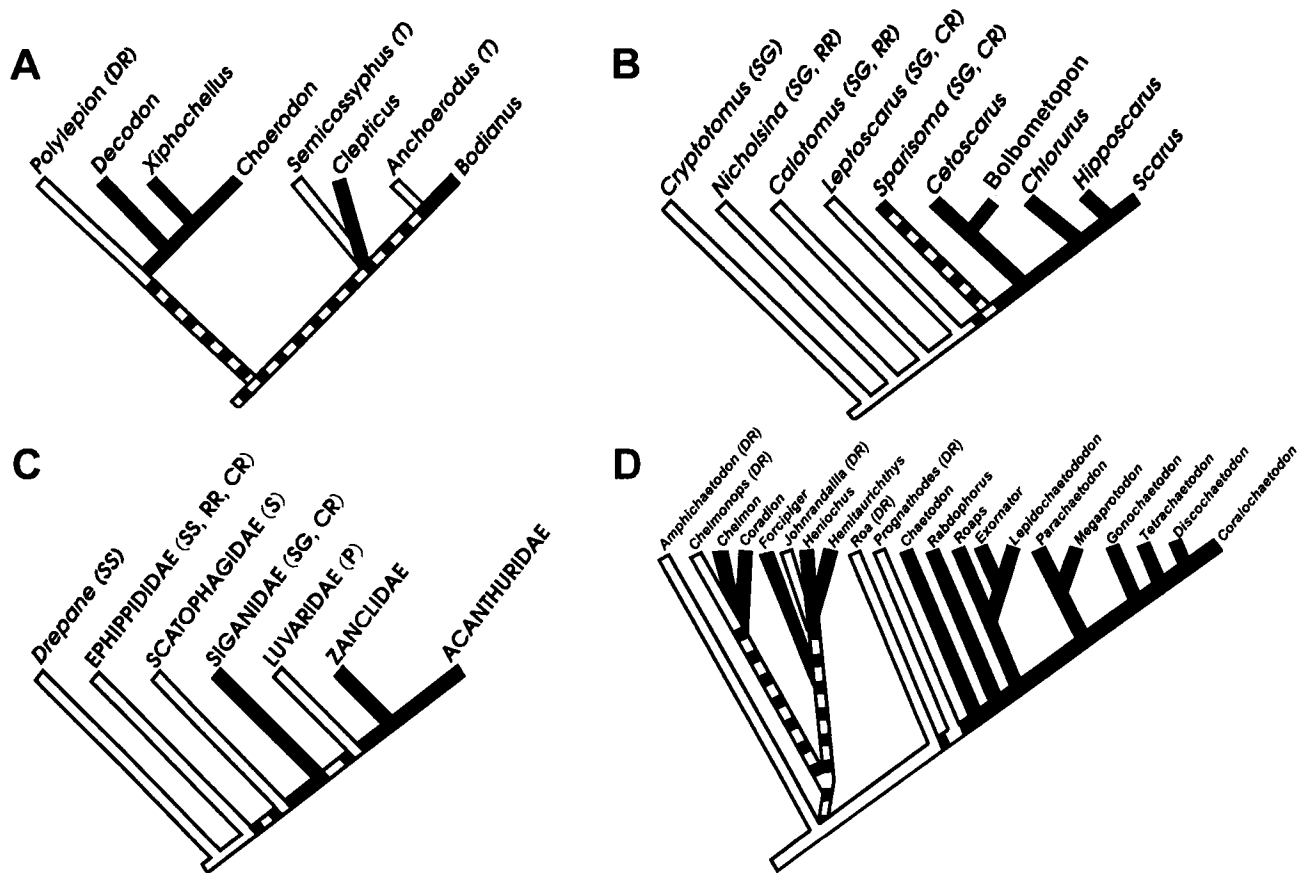 A
Polylepion (DR)
Decodon
Xiphochellus
Choerodon
Semicossyphus (T)
Clepticus
Anchoerodus (T)
Bodianus
B
Cryptotomus (SG)
Nicholsina (SG, RR)
Calotomus (SG, RR)
Leptoscarus (SG, CR)
Sparisoma (SG, CR)
Cetoscarus
Bolbometopon
Chlorurus
Hipposcarus
Scarus
C
Drepane (SS)
EPHIPPIDIDAE (SS, RR, CR)
SCATOPHAGIDAE (S)
SIGANIDAE (SG, CR)
LUVARIDAE (P)
ZANCLIDAE
ACANTHURIDAE
D
Amphichaetodon (DR)
Chelmonops (DR)
Chelmon
Coradion
Forcipiger
Johnrandallia (DR)
Heniochus
Hemitaurichthys
Roa (DR)
Prognathodes (DR)
Chaetodon
Rabdophorus
Roaps
Exornator
Lepidochaetododon
Parachaetodon
Megaprotodon
Gonochaetodon
Tetrachaetodon
Discochaetodon
Coralochaetodon